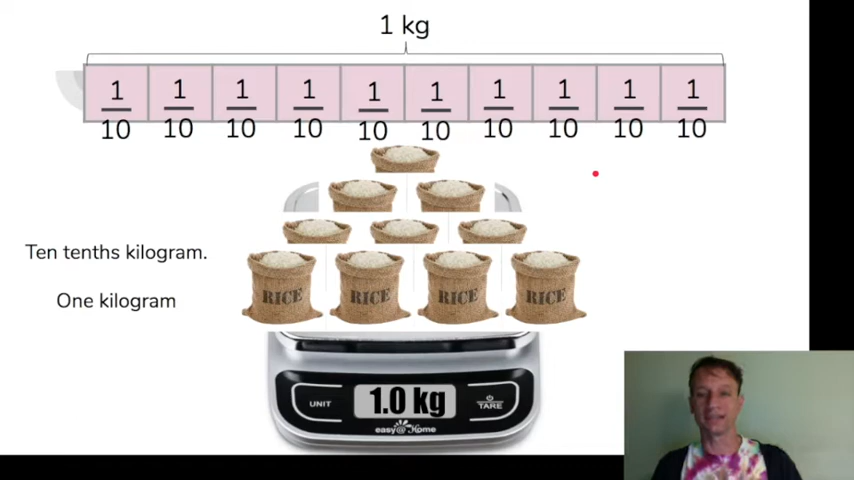 1 kg
1 1 1 1 1 1 1 1 1 1
10 10 10 10 10 10 10 10 10 10
Ten tenths kilogram.
One kilogram
RICE RICE RICE RICE
UNIT 1.0 kg TARE
easy@Home